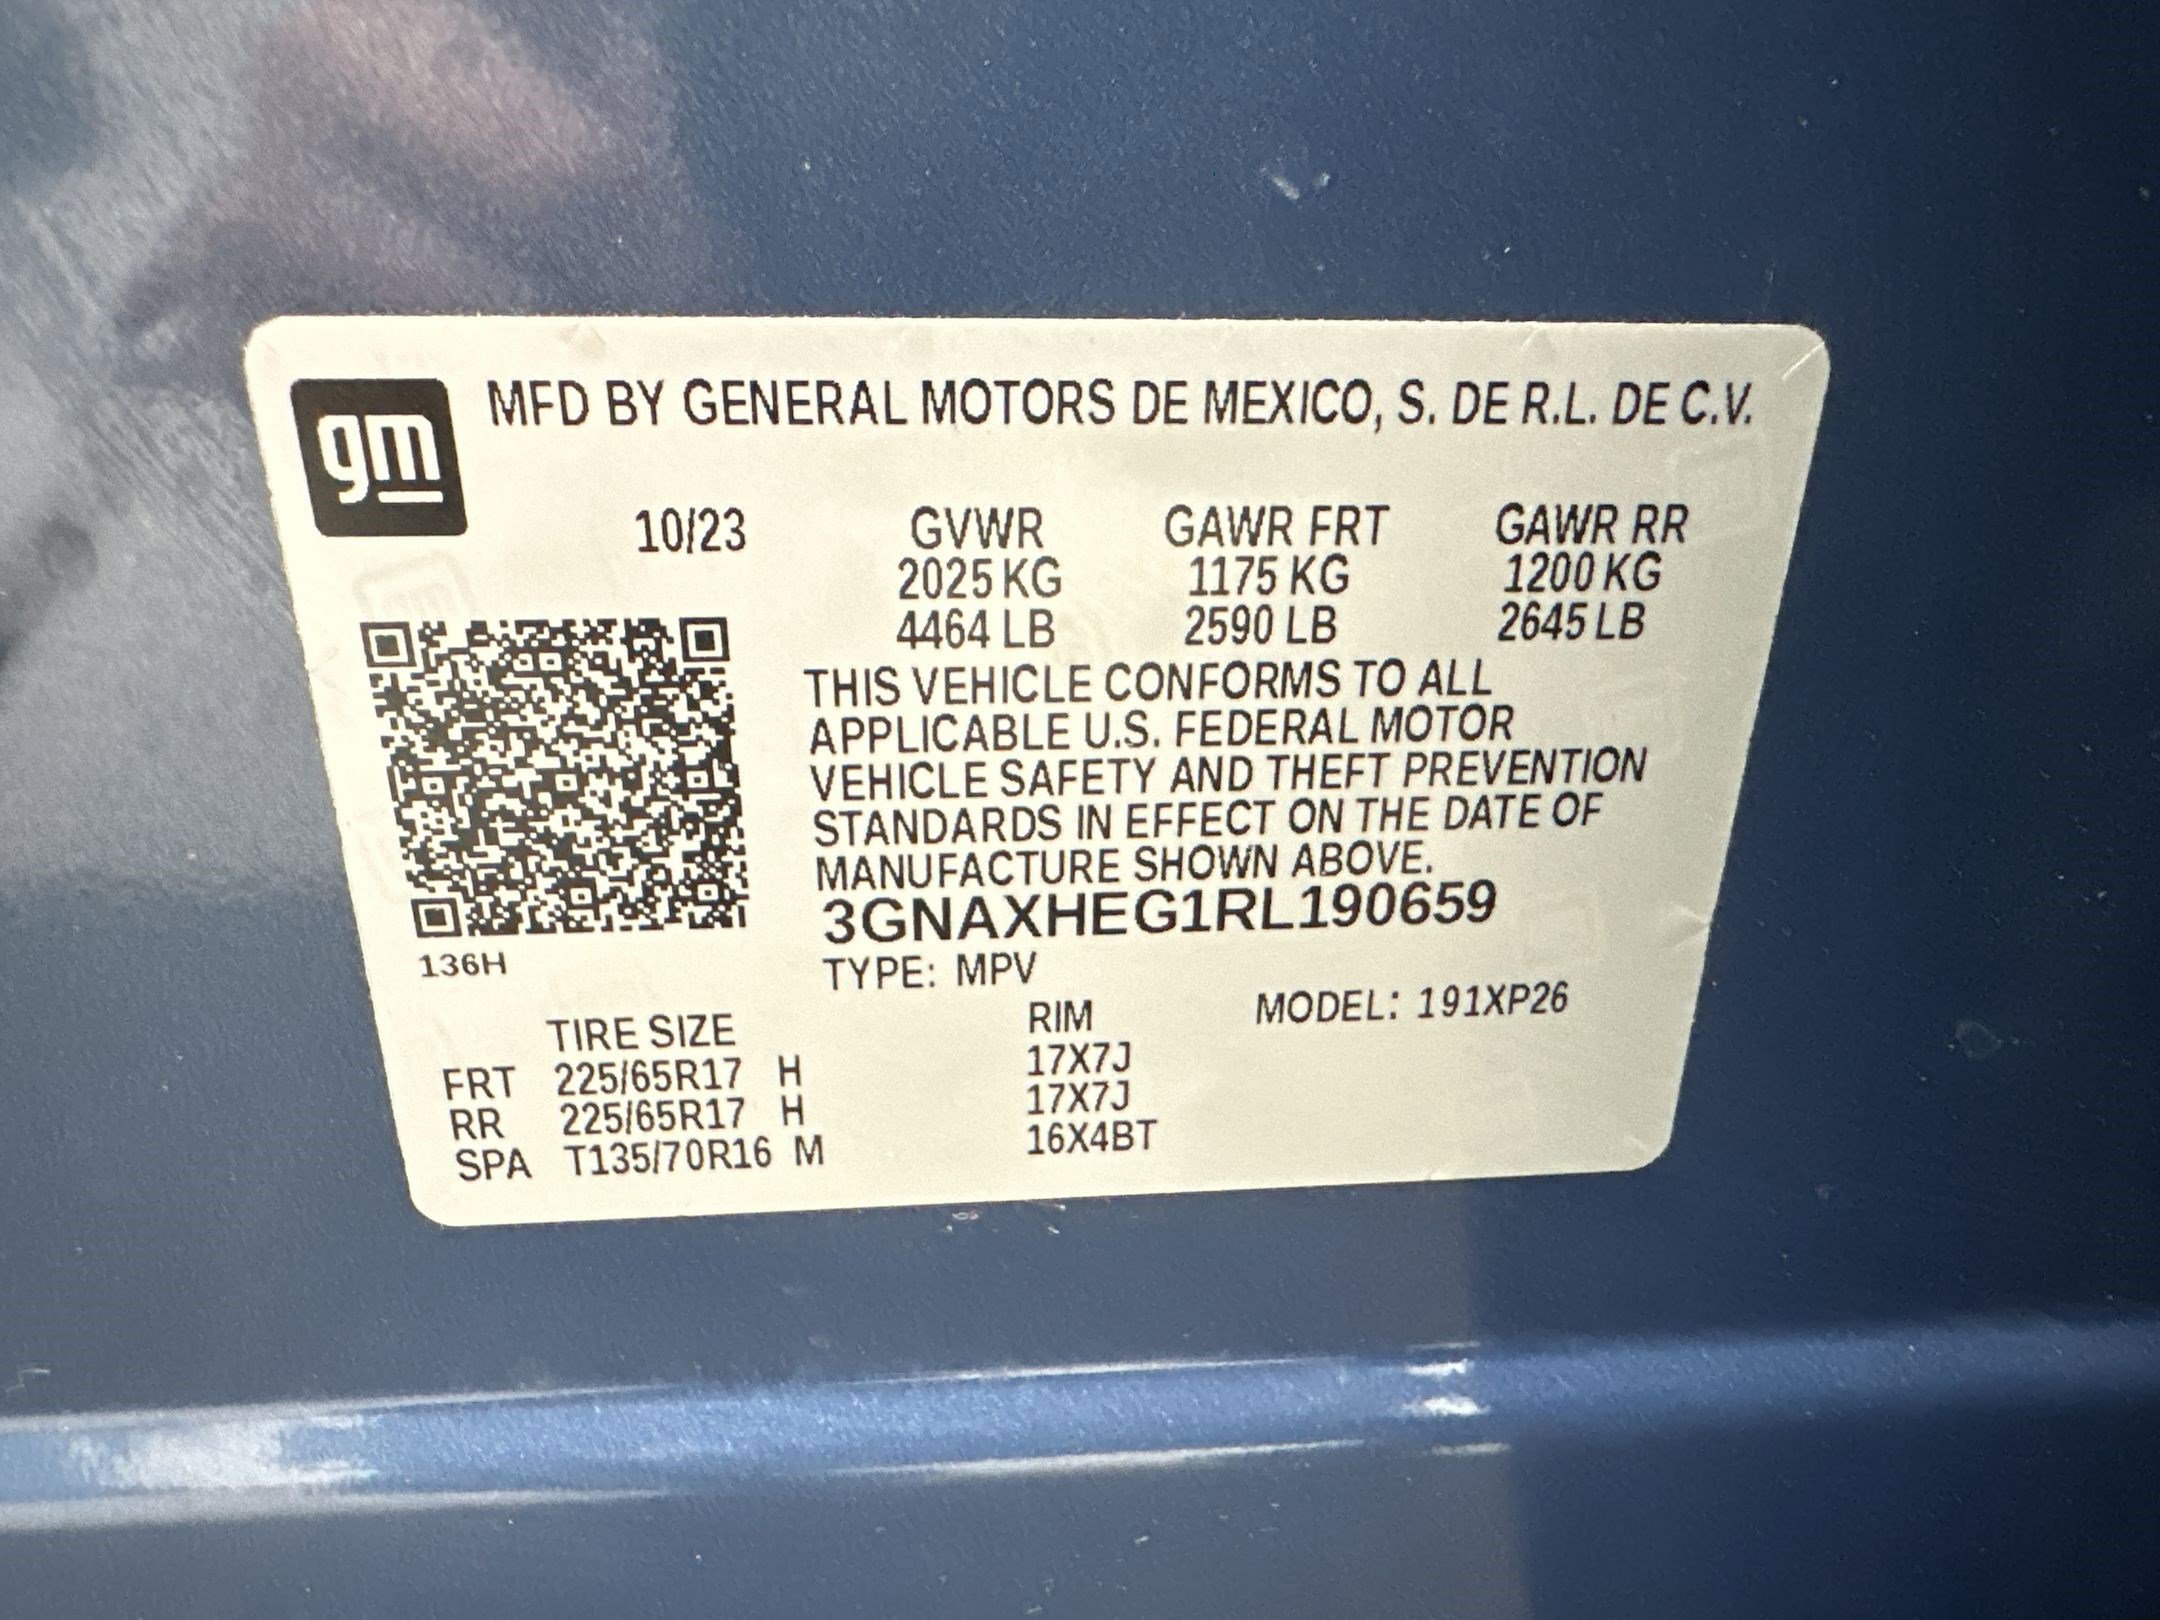 gm
MFD BY GENERAL MOTORS DE MEXICO, S. DE R.L. DE C.V.
10/23 GVWR GAWR FRT GAWR RR
2025 KG 1175 KG 1200 KG
4464 LB 2590 LB 2645 LB
THIS VEHICLE CONFORMS TO ALL
APPLICABLE U.S. FEDERAL MOTOR
VEHICLE SAFETY AND THEFT PREVENTION
STANDARDS IN EFFECT ON THE DATE OF
MANUFACTURE SHOWN ABOVE.
3GNAXHEG1RL190659
136H
TYPE: MPV
MODEL: 191XP26
TIRE SIZE RIM
FRT 225/65R17 H 17X7J
RR 225/65R17 H 17X7J
SPA T135/70R16 M 16X4BT